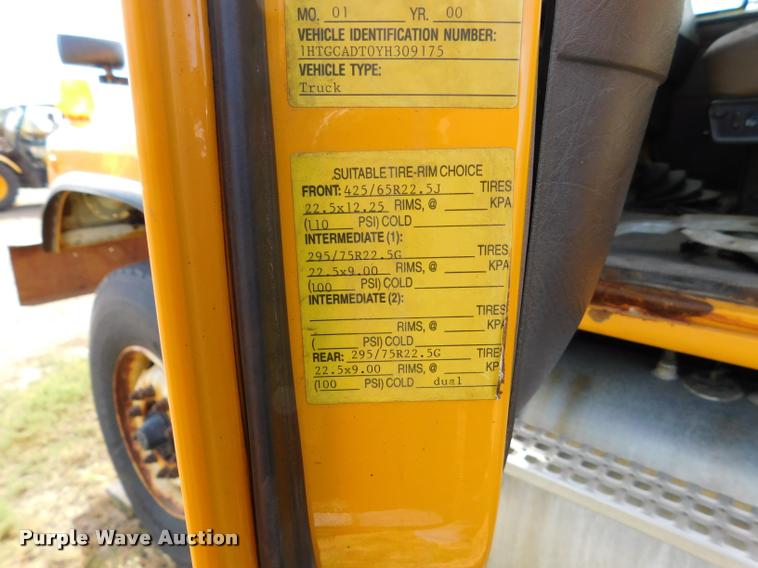 MO. 01 YR. 00
VEHICLE IDENTIFICATION NUMBER:
1HTGCADT0YH309175
VEHICLE TYPE:
Truck
SUITABLE TIRE-RIM CHOICE
FRONT: 425/65R22.5J TIRES
22.5x12.25 RIMS, @ KPA
(110 PSI) COLD
INTERMEDIATE (1):
295/75R22.5G TIRES
22.5x9.00 RIMS, @ KPA
(100 PSI) COLD
INTERMEDIATE (2):
TIRES
RIMS, @ KPA
( PSI) COLD
REAR: 295/75R22.5G TIRE
22.5x9.00 RIMS, @ KP
(100 PSI) COLD dual
Purple Wave Auction